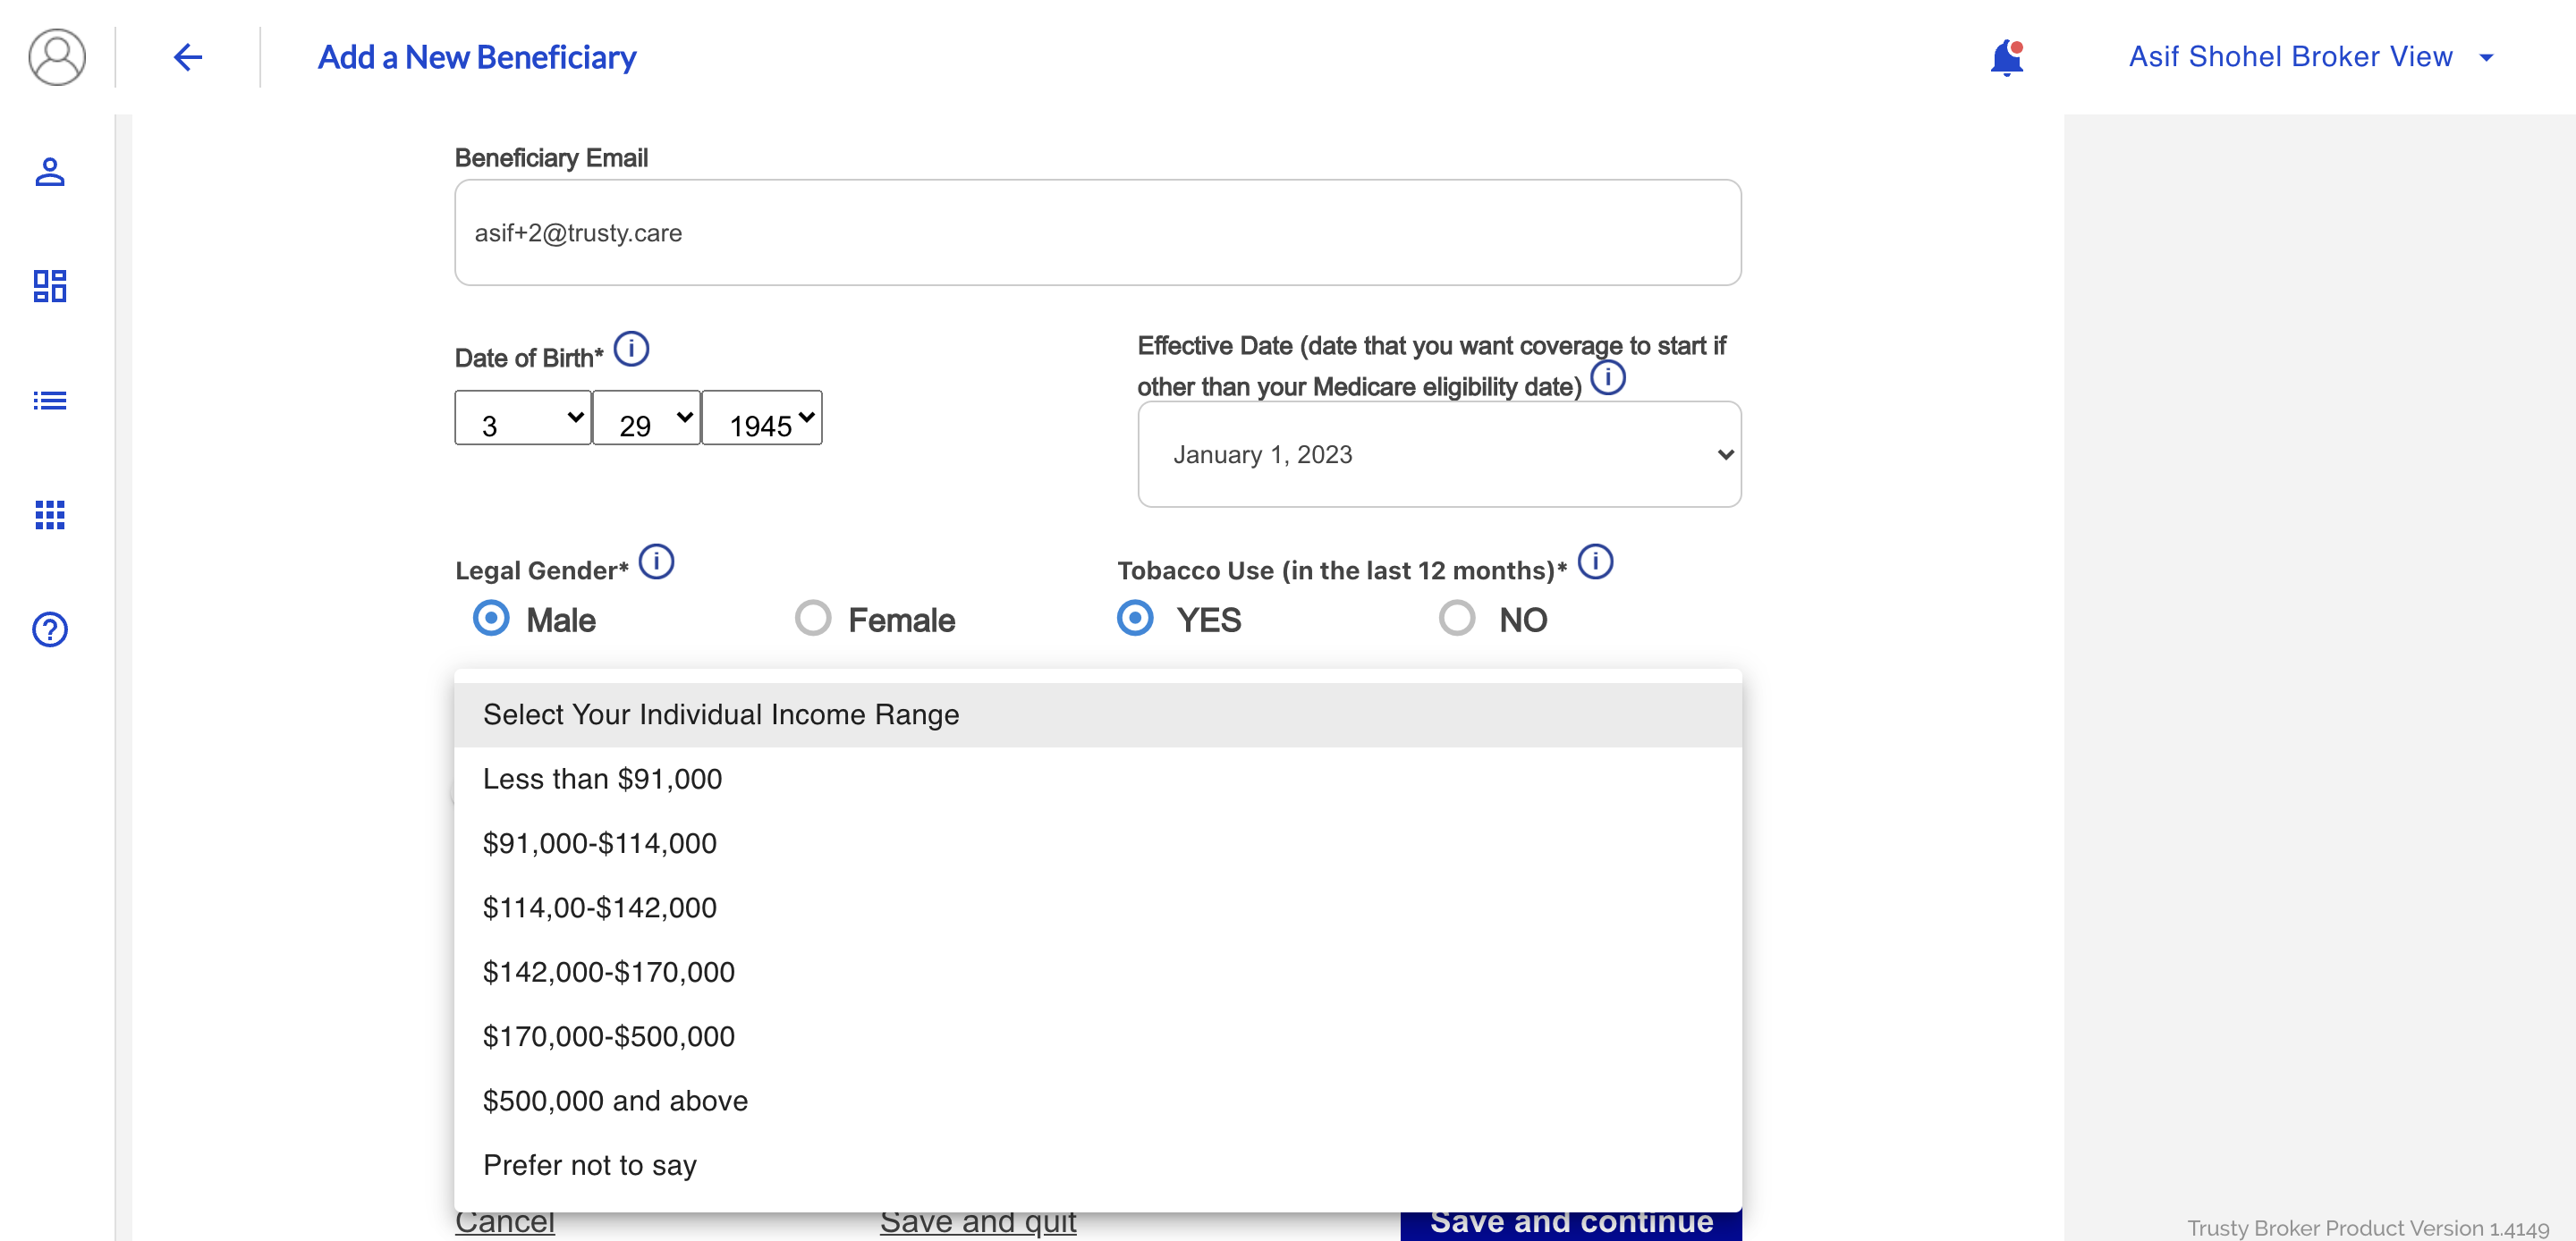 Add a New Beneficiary
Asif Shohel Broker View
Beneficiary Email
asif+2@trusty.care
Date of Birth*
3
29
1945
Effective Date (date that you want coverage to start if
other than your Medicare eligibility date)
January 1, 2023
Legal Gender*
Male
Female
Tobacco Use (in the last 12 months)*
YES
NO
Select Your Individual Income Range
Less than $91,000
$91,000-$114,000
$114,00-$142,000
$142,000-$170,000
$170,000-$500,000
$500,000 and above
Prefer not to say
Cancel
Save and quit
Save and continue
Trusty Broker Product Version 1.4149